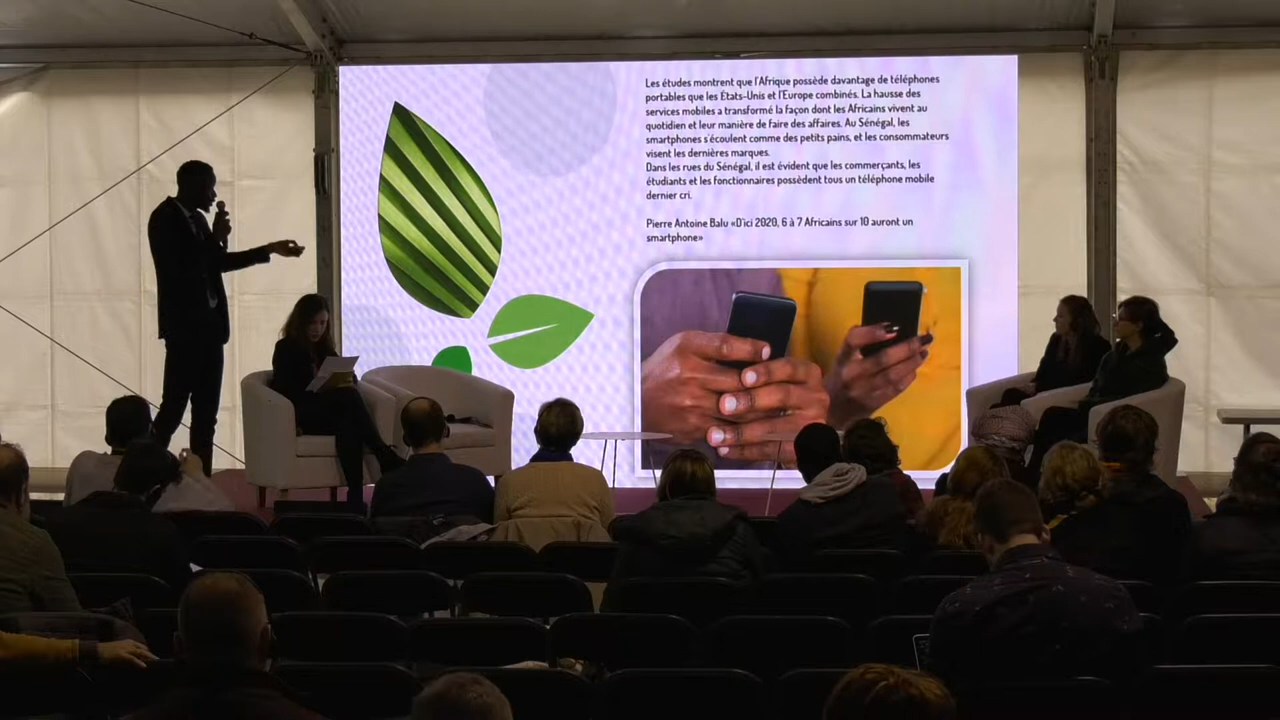 Les études montrent que l'Afrique possède davantage de téléphones
portables que les États-Unis et l'Europe combinés. La hausse des
services mobiles a transformé la façon dont les Africains vivent au
quotidien et leur manière de faire des affaires. Au Sénégal, les
smartphones s'écoulent comme des petits pains, et les consommateurs
visent les dernières marques.
Dans les rues du Sénégal, il est évident que les commerçants, les
étudiants et les fonctionnaires possèdent tous un téléphone mobile
dernier cri.
Pierre Antoine Balu «D'ici 2020, 6 à 7 Africains sur 10 auront un
smartphone»